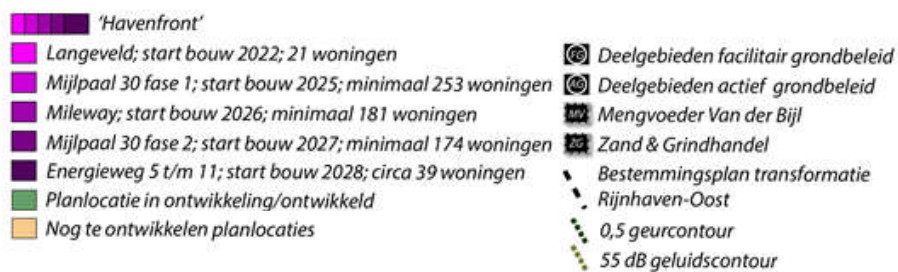 'Havenfront'
Langeveld; start bouw 2022; 21 woningen
Mijlpaal 30 fase 1; start bouw 2025; minimaal 253 woningen
Mileway; start bouw 2026; minimaal 181 woningen
Mijlpaal 30 fase 2; start bouw 2027; minimaal 174 woningen
Energieweg 5 t/m 11; start bouw 2028; circa 39 woningen
Planlocatie in ontwikkeling/ontwikkeld
Nog te ontwikkelen planlocaties
FG Deelgebieden facilitair grondbeleid
AG Deelgebieden actief grondbeleid
MV Mengvoeder Van der Bijl
ZG Zand & Grindhandel
Bestemmingsplan transformatie
Rijnhaven-Oost
0,5 geurcontour
55 dB geluidscontour